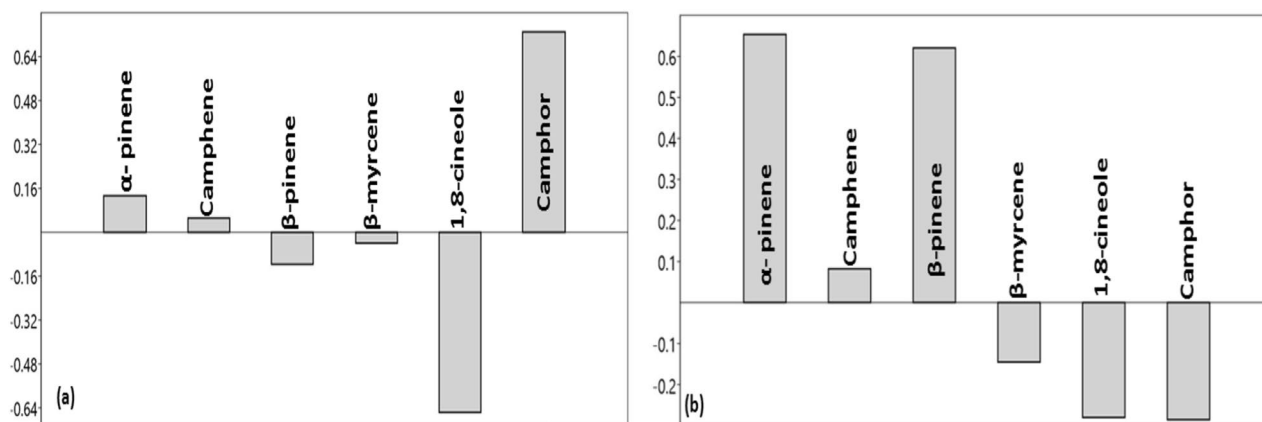 0.64
0.48
0.32
0.16
-0.16
-0.32
-0.48
-0.64
α- pinene
Camphene
β-pinene
β-myrcene
1,8-cineole
Camphor
(a)
0.6
0.5
0.4
0.3
0.2
0.1
-0.1
-0.2
α- pinene
Camphene
β-pinene
β-myrcene
1,8-cineole
Camphor
(b)